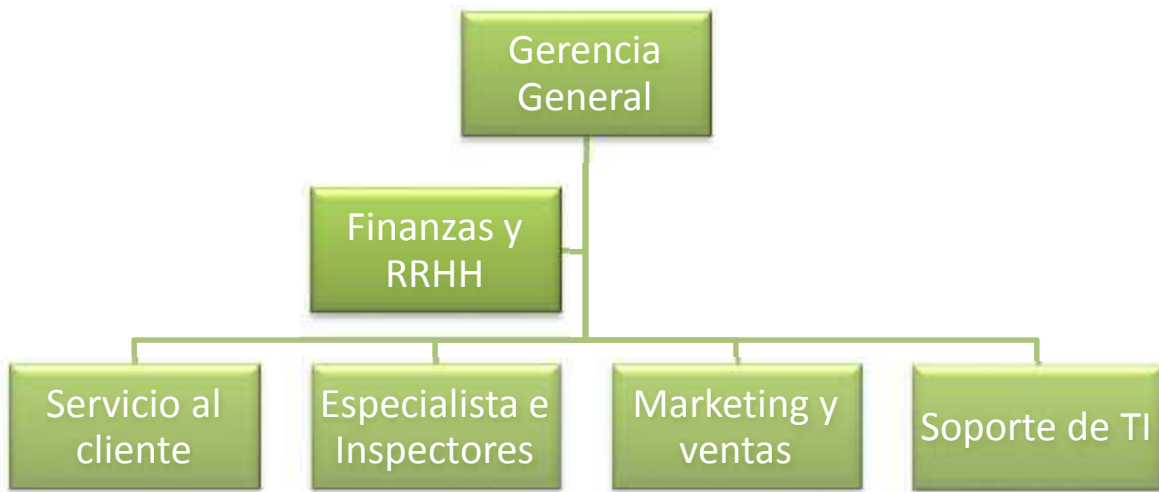 Gerencia
General
Finanzas y
RRHH
Servicio al
cliente
Especialista e
Inspectores
Marketing y
ventas
Soporte de TI